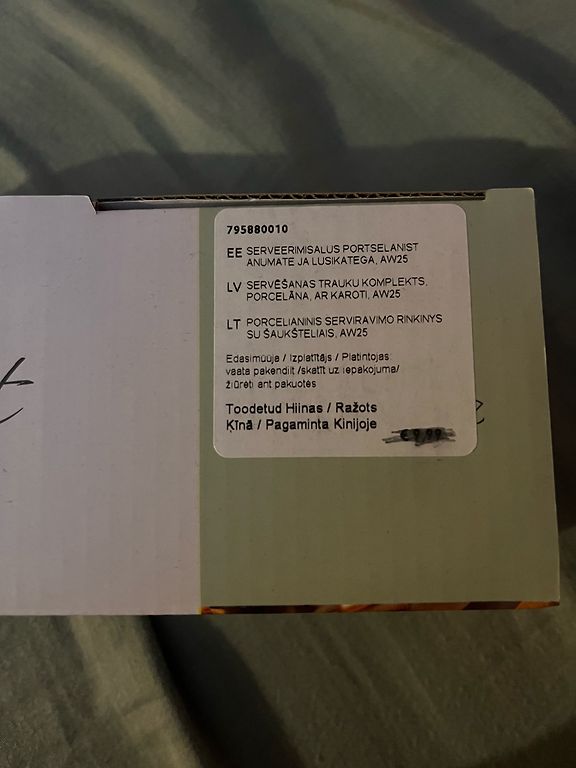 795880010
EE SERVEERIMISALUS PORTSELANIST
ANUMATE JA LUSIKATEGA, AW25
LV SERVĒŠANAS TRAUKU KOMPLEKTS,
PORCELĀNA, AR KAROTI, AW25
LT PORCELIANINIS SERVIRAVIMO RINKINYS
SU ŠAUKŠTELIAIS, AW25
Edasimüüja / Izplatītājs / Platintojas
vaata pakendilt /skatīt uz iepakojuma/
žiūrėti ant pakuotės
Toodetud Hiinas / Ražots
Ķīnā / Pagaminta Kinijoje
€9,99
t